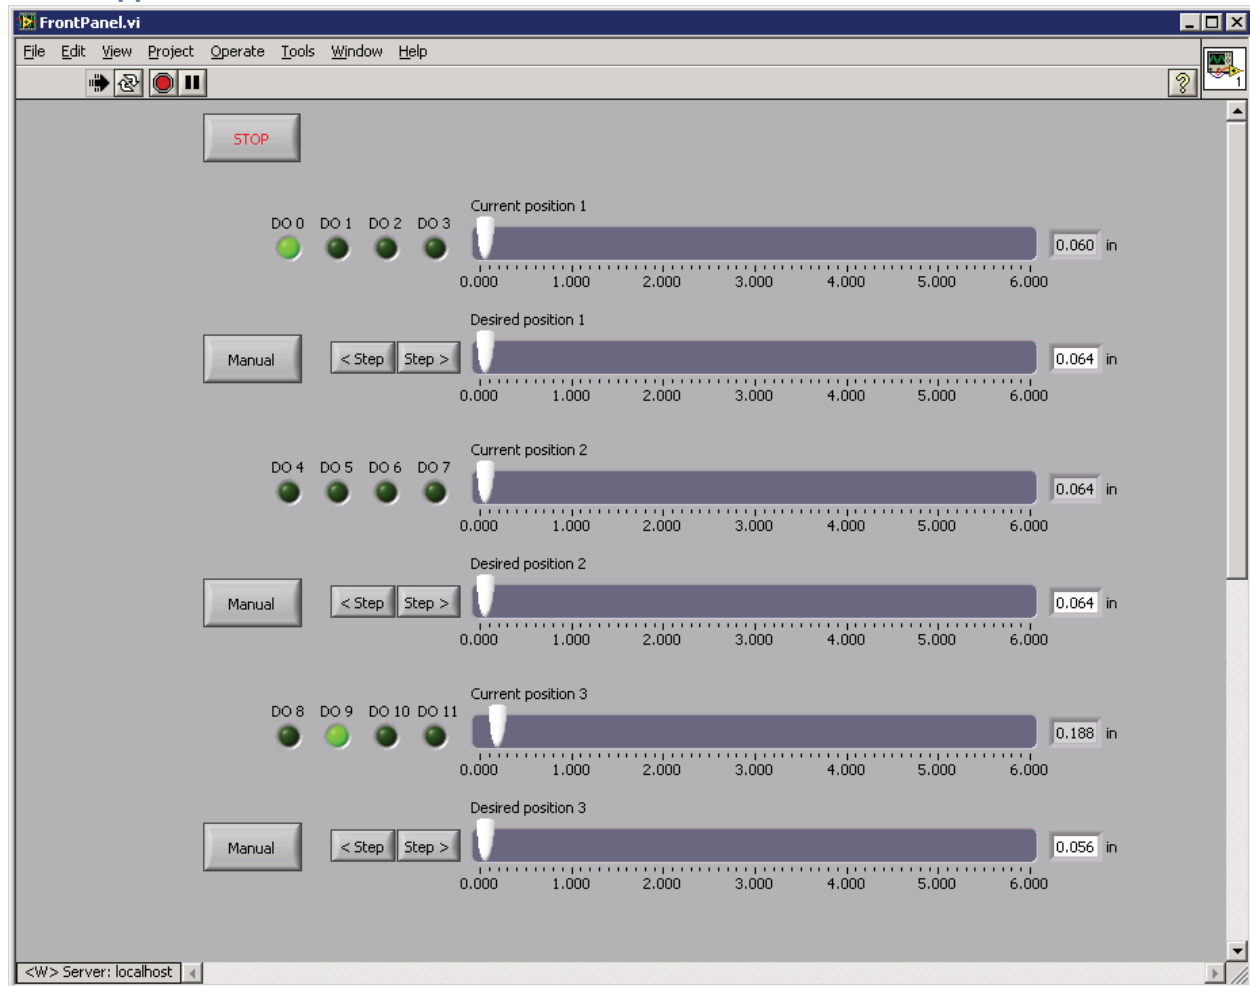 FrontPanel.vi
File Edit View Project Operate Tools Window Help
1
STOP
Current position 1
DO 0 DO 1 DO 2 DO 3
0.060 in
0.000 1.000 2.000 3.000 4.000 5.000 6.000
Desired position 1
Manual < Step Step > 0.064 in
0.000 1.000 2.000 3.000 4.000 5.000 6.000
Current position 2
DO 4 DO 5 DO 6 DO 7
0.064 in
0.000 1.000 2.000 3.000 4.000 5.000 6.000
Desired position 2
Manual < Step Step > 0.064 in
0.000 1.000 2.000 3.000 4.000 5.000 6.000
Current position 3
DO 8 DO 9 DO 10 DO 11
0.188 in
0.000 1.000 2.000 3.000 4.000 5.000 6.000
Desired position 3
Manual < Step Step > 0.056 in
0.000 1.000 2.000 3.000 4.000 5.000 6.000
<W> Server: localhost